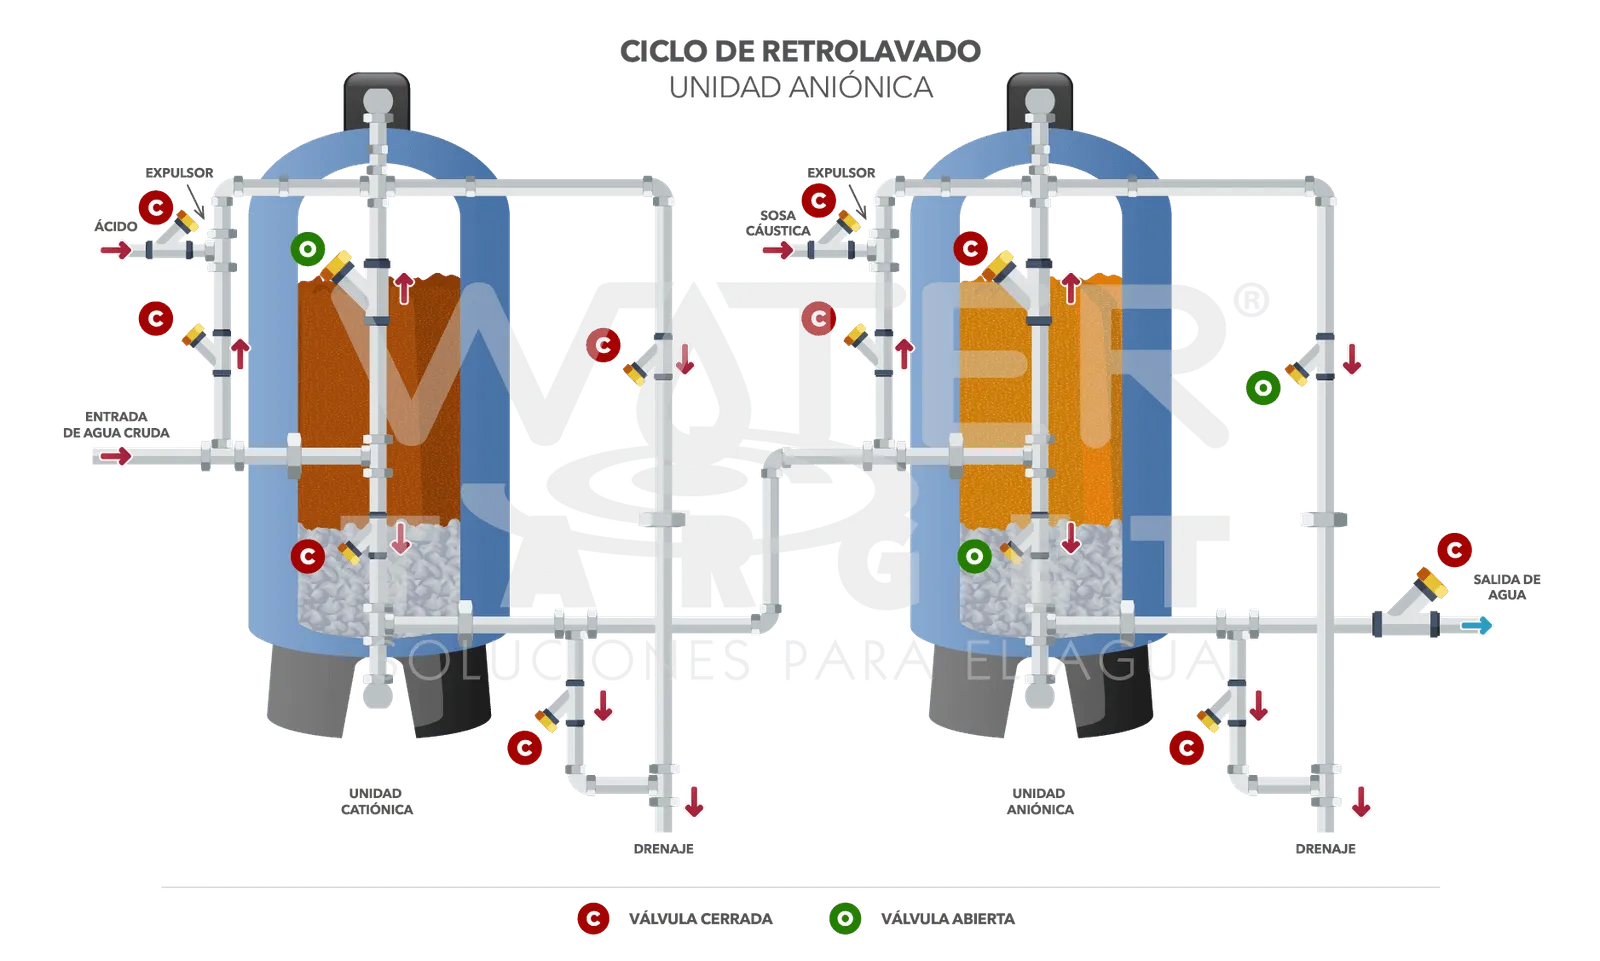 CICLO DE RETROLAVADO
UNIDAD ANIÓNICA
EXPULSOR
C
ÁCIDO
O
C
C
ENTRADA
DE AGUA CRUDA
C
C
UNIDAD
CATIÓNICA
DRENAJE
EXPULSOR
C
SOSA
CÁUSTICA
C
C
O
O
C
SALIDA DE
AGUA
C
UNIDAD
ANIÓNICA
DRENAJE
WATER®
TARGET
SOLUCIONES PARA EL AGUA
C VÁLVULA CERRADA
O VÁLVULA ABIERTA